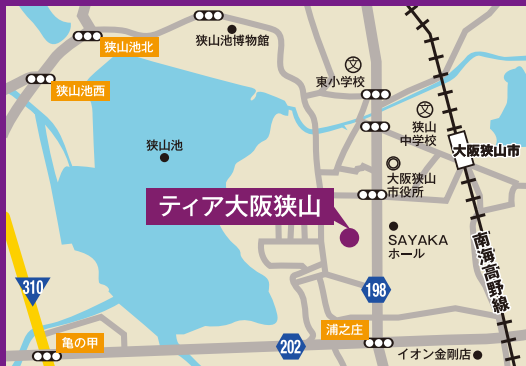 狭山池北
狭山池博物館
狭山池西
文
東小学校
文
狭山
中学校
大阪狭山市
狭山池
大阪狭山
市役所
ティア大阪狭山
SAYAKA
ホール
南海高野線
310
198
浦之庄
亀の甲
202
イオン金剛店